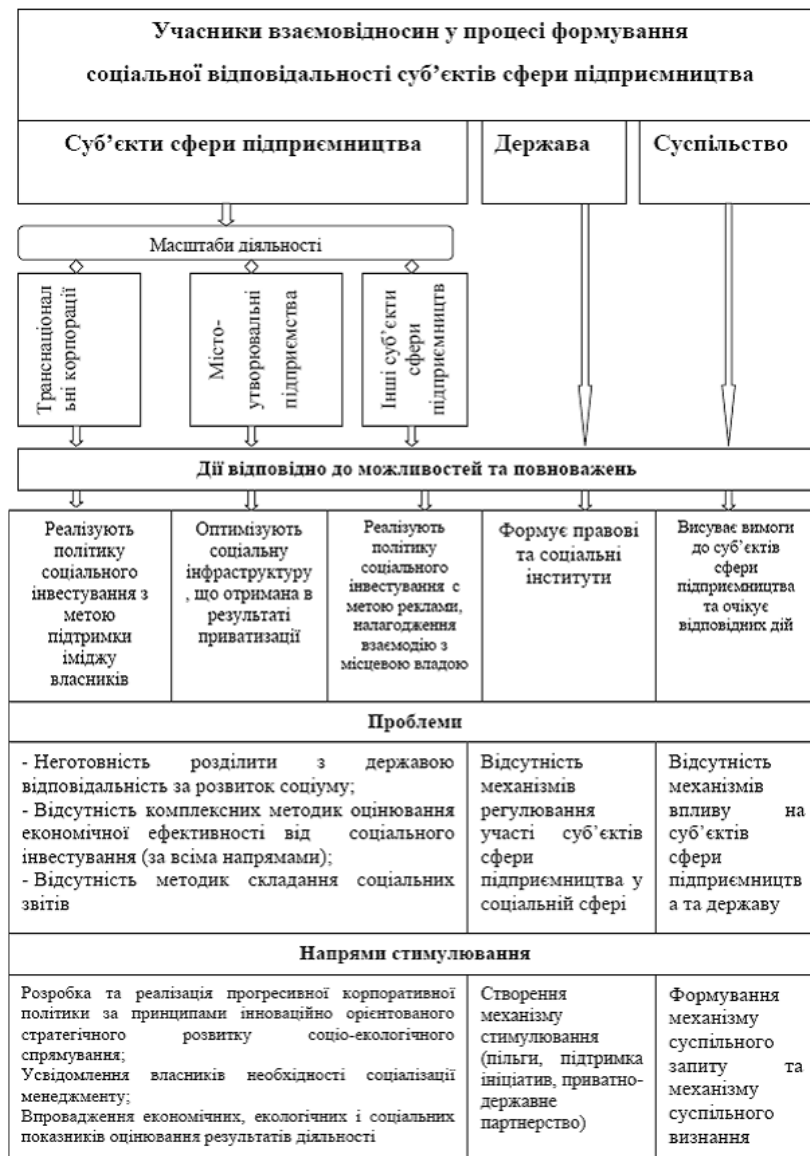 Учасники взаємовідносин у процесі формування
соціальної відповідальності суб’єктів сфери підприємництва
Суб’єкти сфери підприємництва
Держава
Суспільство
Масштаби діяльності
Транснаціонал
ьні корпорації
Місто-
утворювальні
підприємства
Інші суб’єкти
сфери
підприємництв
Дії відповідно до можливостей та повноважень
Реалізують
політику
соціального
інвестування з
метою
підтримки
іміджу
власників
Оптимізують
соціальну
інфраструктуру
, що отримана в
результаті
приватизації
Реалізують
політику
соціального
інвестування с
метою реклами,
налагодження
взаємодію з
місцевою владою
Формує правові
та соціальні
інститути
Висуває вимоги
до суб’єктів
сфери
підприємництва
та очікує
відповідних дій
Проблеми
- Неготовність розділити з державою
відповідальність за розвиток соціуму;
- Відсутність комплексних методик оцінювання
економічної ефективності від соціального
інвестування (за всіма напрямами);
- Відсутність методик складання соціальних
звітів
Відсутність
механізмів
регулювання
участі суб’єктів
сфери
підприємництва у
соціальній сфері
Відсутність
механізмів
впливу на
суб’єктів
сфери
підприємництв
а та державу
Напрями стимулювання
Розробка та реалізація прогресивної корпоративної
політики за принципами інноваційно орієнтованого
стратегічного розвитку соціо-екологічного
спрямування;
Усвідомлення власників необхідності соціалізації
менеджменту;
Впровадження економічних, екологічних і соціальних
показників оцінювання результатів діяльності
Створення
механізму
стимулювання
(пільги, підтримка
ініціатив, приватно-
державне
партнерство)
Формування
механізму
суспільного
запиту та
механізму
суспільного
визнання